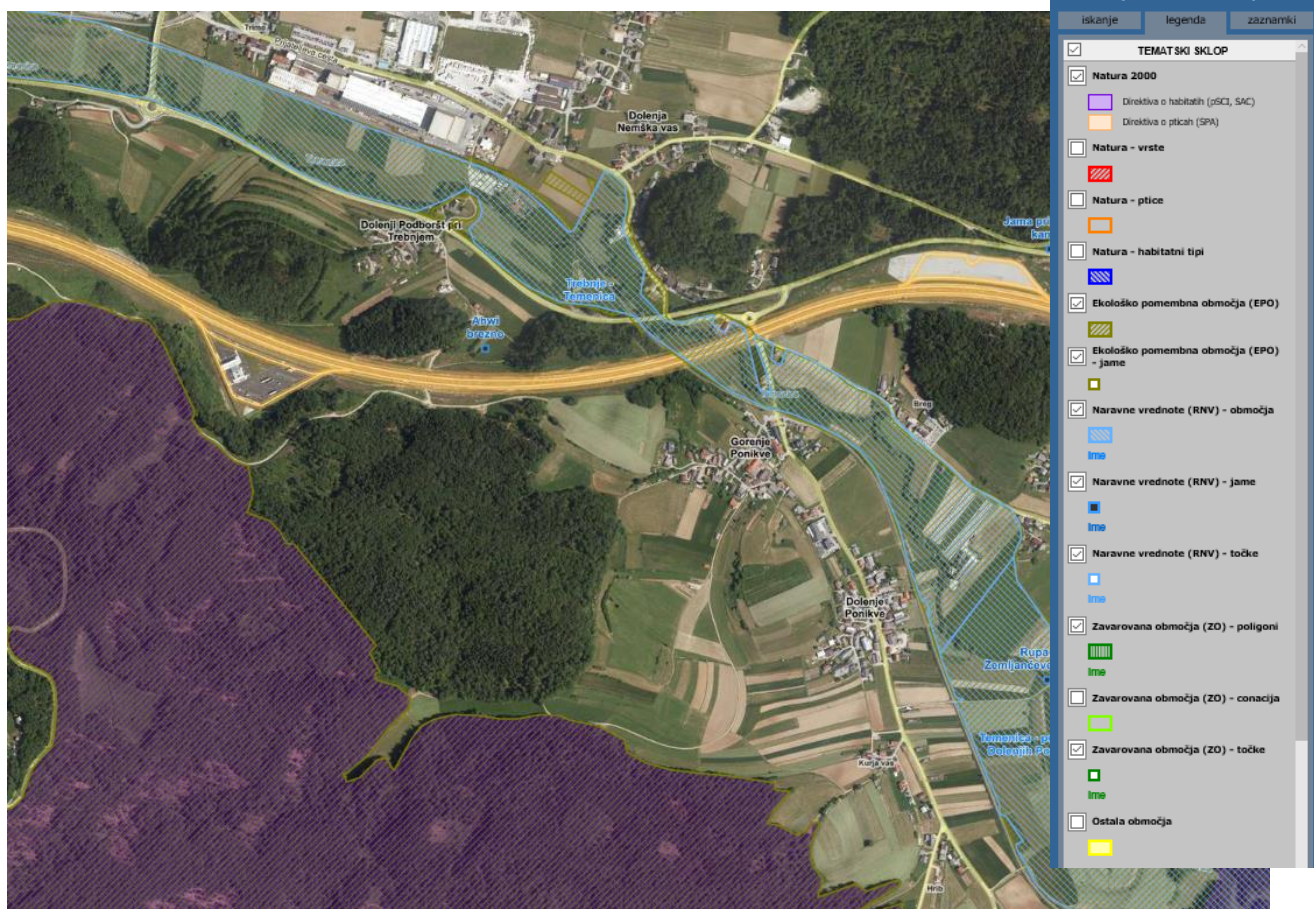 iskanje legenda zaznamki
TEMATSKI SKLOP
Natura 2000
Direktiva o habitatih (pSCI, SAC)
Direktiva o pticah (SPA)
Natura - vrste
Natura - ptice
Natura - habitatni tipi
Ekološko pomembna območja (EPO)
Ekološko pomembna območja (EPO)
- jame
Naravne vrednote (RNV) - območja
Ime
Naravne vrednote (RNV) - jame
Ime
Naravne vrednote (RNV) - točke
Ime
Zavarovana območja (ZO) - poligoni
Ime
Zavarovana območja (ZO) - conacija
Zavarovana območja (ZO) - točke
Ime
Ostala območja
Dolenja
Nemška vas
Dolenji Podboršt pri
Trebnjem
Jama pri
Trebnje -
Temenica
Ahwi
brezno
Breg
Gorenje
Ponikve
Dolenje
Ponikve
Kurja vas
Hrib